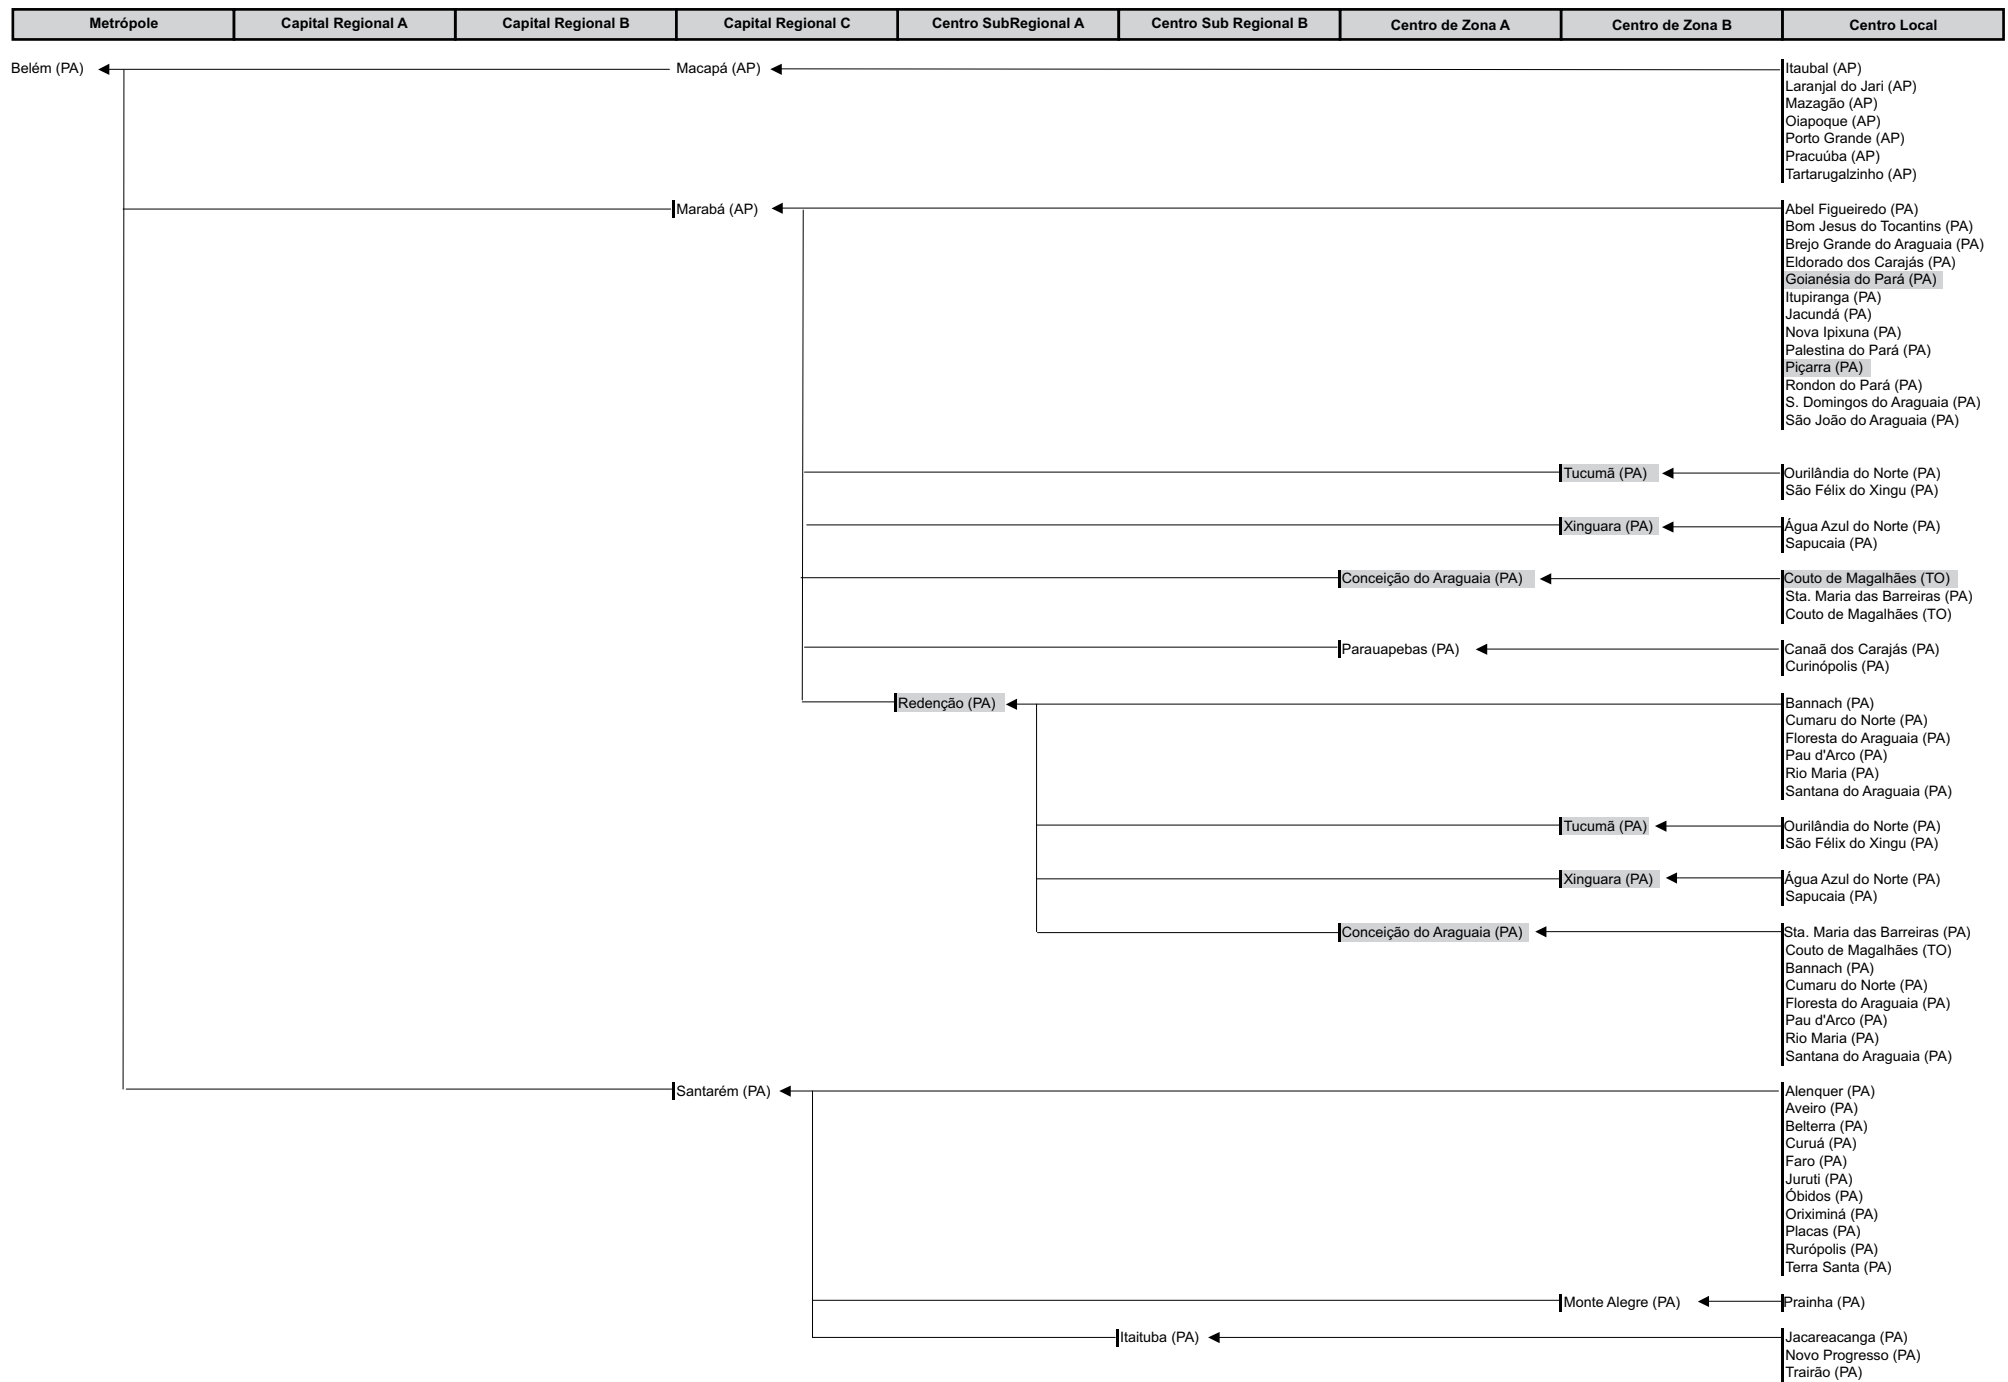 Metrópole
Capital Regional A
Capital Regional B
Capital Regional C
Centro SubRegional A
Centro Sub Regional B
Centro de Zona A
Centro de Zona B
Centro Local
Belém (PA)
Macapá (AP)
Itaubal (AP)
Laranjal do Jari (AP)
Mazagão (AP)
Oiapoque (AP)
Porto Grande (AP)
Pracuúba (AP)
Tartarugalzinho (AP)
Marabá (AP)
Abel Figueiredo (PA)
Bom Jesus do Tocantins (PA)
Brejo Grande do Araguaia (PA)
Eldorado dos Carajás (PA)
Goianésia do Pará (PA)
Itupiranga (PA)
Jacundá (PA)
Nova Ipixuna (PA)
Palestina do Pará (PA)
Piçarra (PA)
Rondon do Pará (PA)
S. Domingos do Araguaia (PA)
São João do Araguaia (PA)
Tucumã (PA)
Ourilândia do Norte (PA)
São Félix do Xingu (PA)
Xinguara (PA)
Água Azul do Norte (PA)
Sapucaia (PA)
Conceição do Araguaia (PA)
Couto de Magalhães (TO)
Sta. Maria das Barreiras (PA)
Couto de Magalhães (TO)
Parauapebas (PA)
Canaã dos Carajás (PA)
Curinópolis (PA)
Redenção (PA)
Bannach (PA)
Cumaru do Norte (PA)
Floresta do Araguaia (PA)
Pau d'Arco (PA)
Rio Maria (PA)
Santana do Araguaia (PA)
Tucumã (PA)
Ourilândia do Norte (PA)
São Félix do Xingu (PA)
Xinguara (PA)
Água Azul do Norte (PA)
Sapucaia (PA)
Conceição do Araguaia (PA)
Sta. Maria das Barreiras (PA)
Couto de Magalhães (TO)
Bannach (PA)
Cumaru do Norte (PA)
Floresta do Araguaia (PA)
Pau d'Arco (PA)
Rio Maria (PA)
Santana do Araguaia (PA)
Santarém (PA)
Alenquer (PA)
Aveiro (PA)
Belterra (PA)
Curuá (PA)
Faro (PA)
Juruti (PA)
Óbidos (PA)
Oriximiná (PA)
Placas (PA)
Rurópolis (PA)
Terra Santa (PA)
Monte Alegre (PA)
Prainha (PA)
Itaituba (PA)
Jacareacanga (PA)
Novo Progresso (PA)
Trairão (PA)